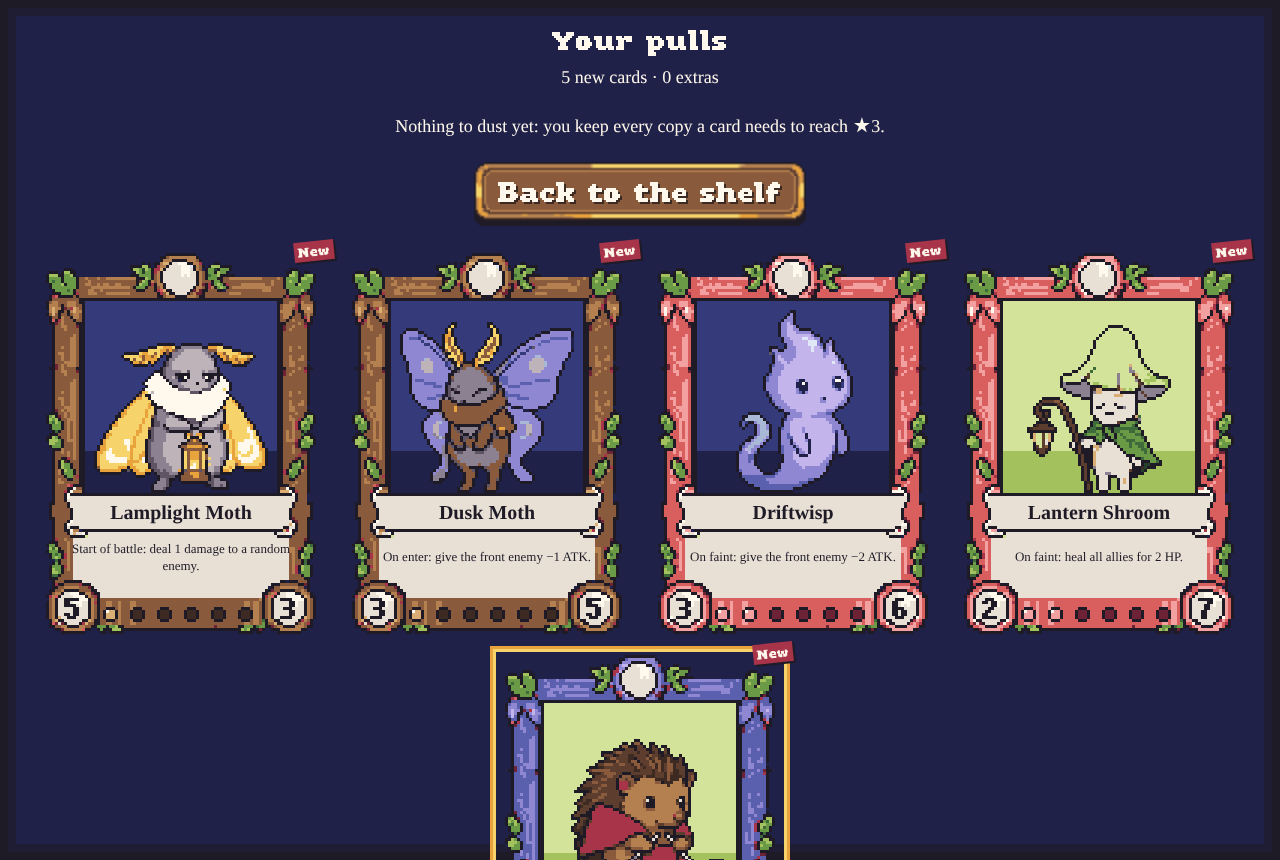 Your pulls
5 new cards · 0 extras
Nothing to dust yet: you keep every copy a card needs to reach ★3.
Back to the shelf
New
New
New
New
Lamplight Moth
Dusk Moth
Driftwisp
Lantern Shroom
Start of battle: deal 1 damage to a random
enemy.
On enter: give the front enemy −1 ATK.
On faint: give the front enemy −2 ATK.
On faint: heal all allies for 2 HP.
5 3
3 5
3 6
2 7
New